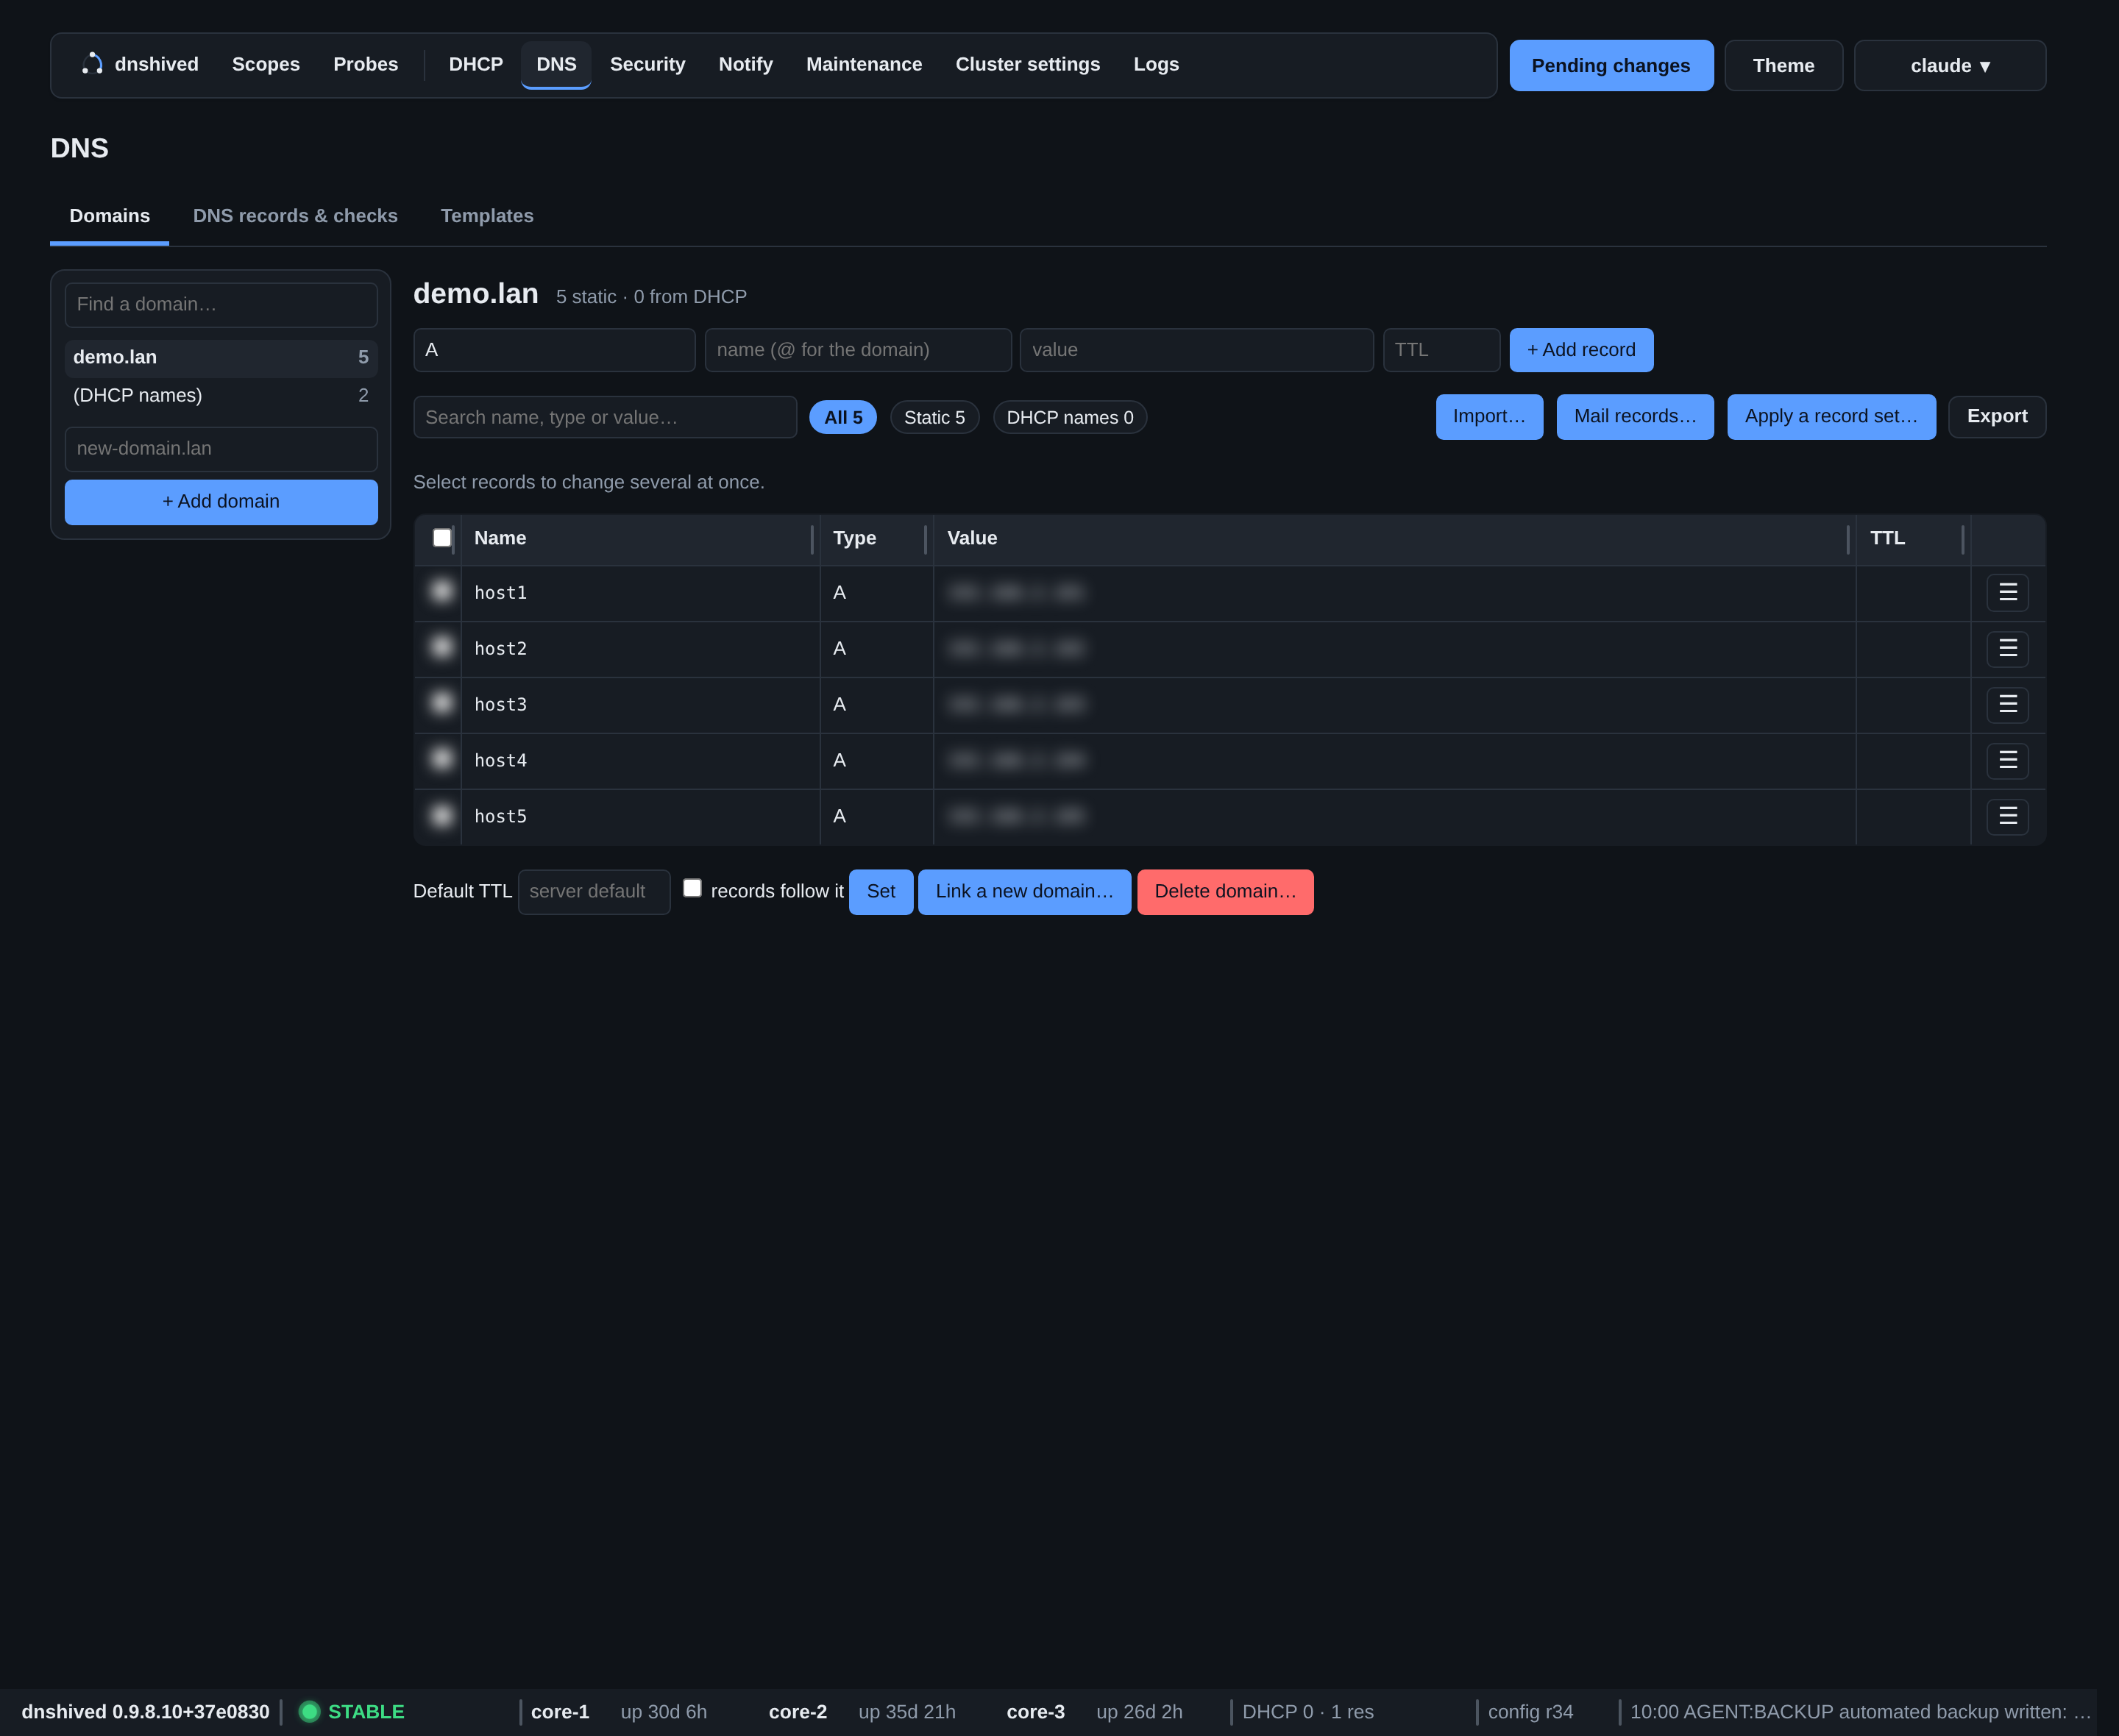 dnshived Scopes Probes DHCP DNS Security Notify Maintenance Cluster settings Logs Pending changes Theme claude ▾
DNS
Domains DNS records & checks Templates
Find a domain…
demo.lan 5
(DHCP names) 2
new-domain.lan
+ Add domain
demo.lan 5 static · 0 from DHCP
A name (@ for the domain) value TTL + Add record
Search name, type or value… All 5 Static 5 DHCP names 0 Import… Mail records… Apply a record set… Export
Select records to change several at once.
Name Type Value TTL
host1 A ☰
host2 A ☰
host3 A ☰
host4 A ☰
host5 A ☰
Default TTL server default records follow it Set Link a new domain… Delete domain…
dnshived 0.9.8.10+37e0830 STABLE core-1 up 30d 6h core-2 up 35d 21h core-3 up 26d 2h DHCP 0 · 1 res config r34 10:00 AGENT:BACKUP automated backup written: …